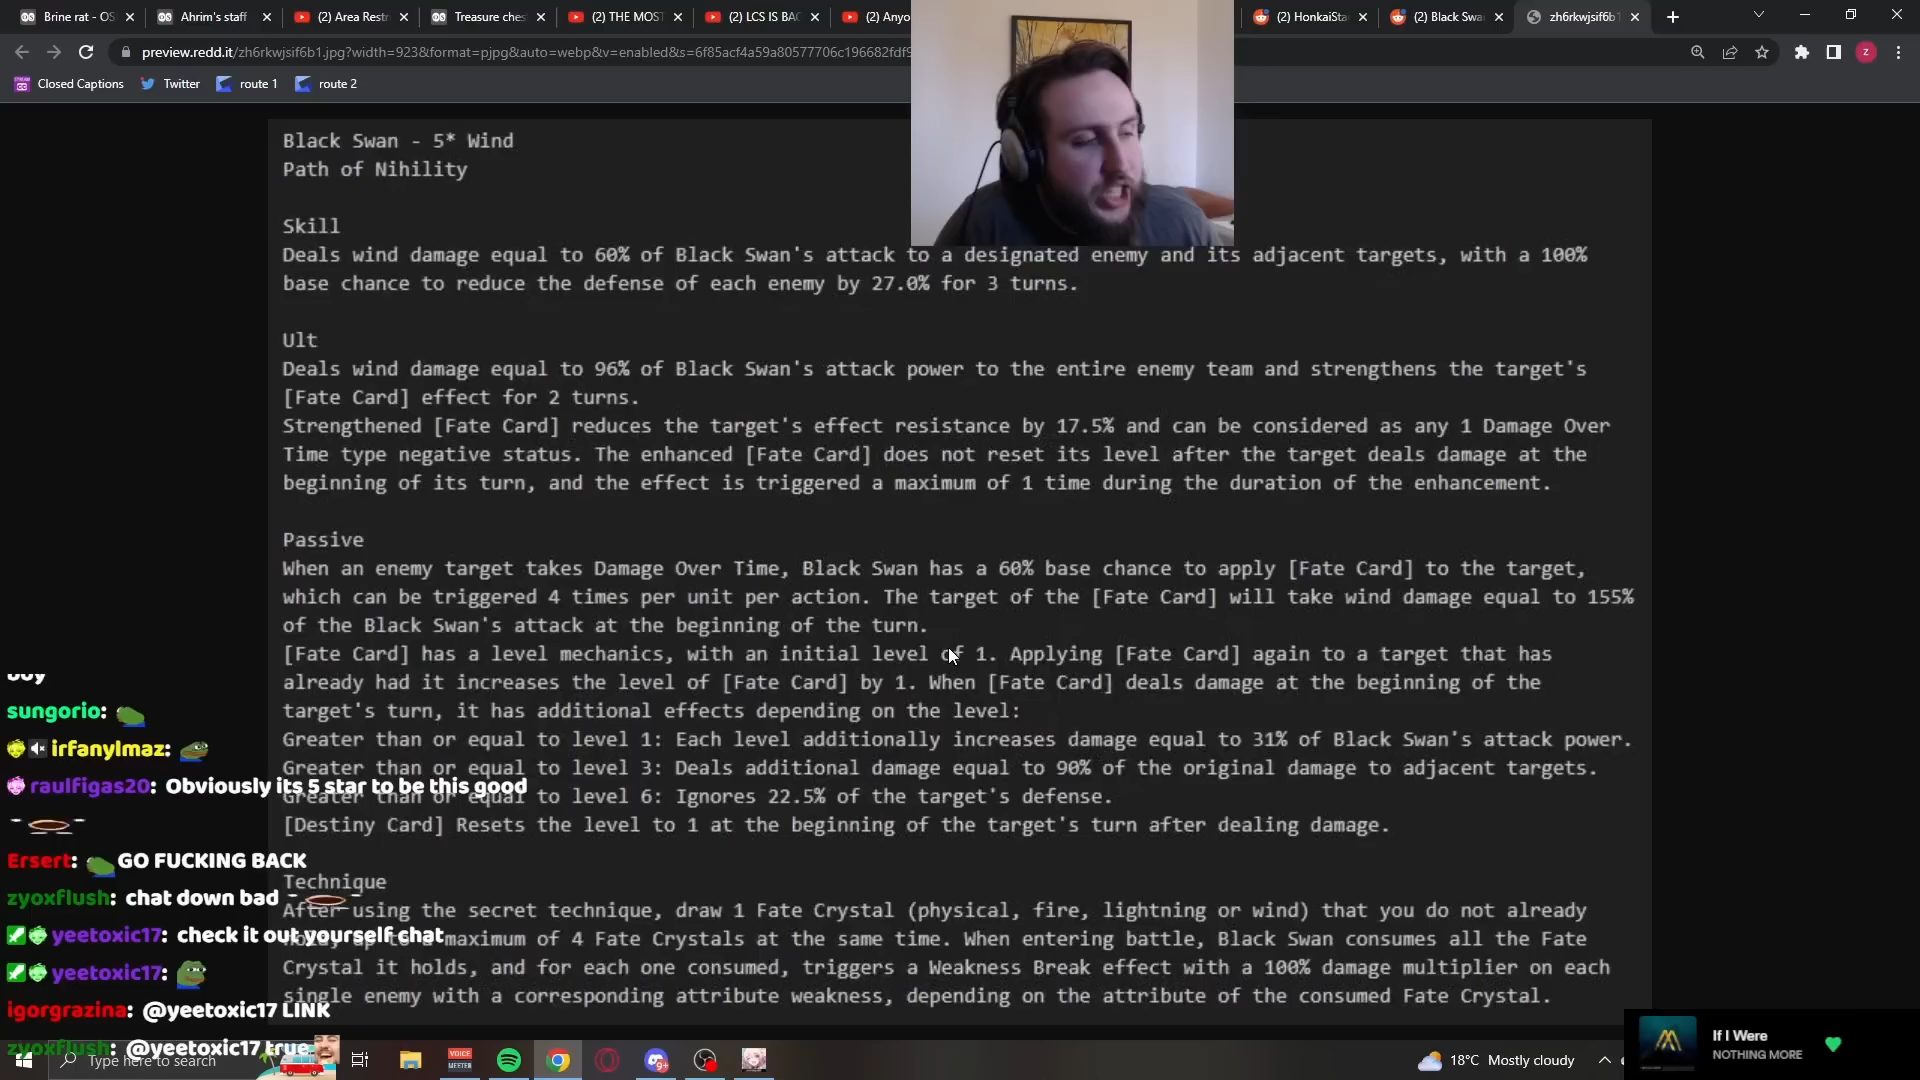 Brine rat - OS
Ahrim's staff
(2) Area Restr
Treasure ches
(2) THE MOST
(2) LCS IS BAC
(2) Anyo
(2) HonkaiSta
(2) Black Swa
zh6rkwjsif6b1
preview.redd.it/zh6rkwjsif6b1.jpg?width=923&format=pjpg&auto=webp&v=enabled&s=6f85acf4a59a80577706c196682fdf9
Closed Captions
Twitter
route 1
route 2
Black Swan - 5* Wind
Path of Nihility
Skill
Deals wind damage equal to 60% of Black Swan's attack to a designated enemy and its adjacent targets, with a 100%
base chance to reduce the defense of each enemy by 27.0% for 3 turns.
Ult
Deals wind damage equal to 96% of Black Swan's attack power to the entire enemy team and strengthens the target's
[Fate Card] effect for 2 turns.
Strengthened [Fate Card] reduces the target's effect resistance by 17.5% and can be considered as any 1 Damage Over
Time type negative status. The enhanced [Fate Card] does not reset its level after the target deals damage at the
beginning of its turn, and the effect is triggered a maximum of 1 time during the duration of the enhancement.
Passive
When an enemy target takes Damage Over Time, Black Swan has a 60% base chance to apply [Fate Card] to the target,
which can be triggered 4 times per unit per action. The target of the [Fate Card] will take wind damage equal to 155%
of the Black Swan's attack at the beginning of the turn.
[Fate Card] has a level mechanics, with an initial level of 1. Applying [Fate Card] again to a target that has
already had it increases the level of [Fate Card] by 1. When [Fate Card] deals damage at the beginning of the
target's turn, it has additional effects depending on the level:
Greater than or equal to level 1: Each level additionally increases damage equal to 31% of Black Swan's attack power.
Greater than or equal to level 3: Deals additional damage equal to 90% of the original damage to adjacent targets.
Greater than or equal to level 6: Ignores 22.5% of the target's defense.
[Destiny Card] Resets the level to 1 at the beginning of the target's turn after dealing damage.
Technique
After using the secret technique, draw 1 Fate Crystal (physical, fire, lightning or wind) that you do not already
maximum of 4 Fate Crystals at the same time. When entering battle, Black Swan consumes all the Fate
Crystal it holds, and for each one consumed, triggers a Weakness Break effect with a 100% damage multiplier on each
single enemy with a corresponding attribute weakness, depending on the attribute of the consumed Fate Crystal.
sungorio:
irfanylmaz:
raulfigas20: Obviously its 5 star to be this good
Ersert: GO FUCKING BACK
zyoxflush: chat down bad
yeetoxic17: check it out yourself chat
yeetoxic17:
igorgrazina: @yeetoxic17 LINK
zyoxflush: @yeetoxic17 true
Type here to search
VOICE
MEETER
9+
18°C Mostly cloudy
If I Were
NOTHING MORE